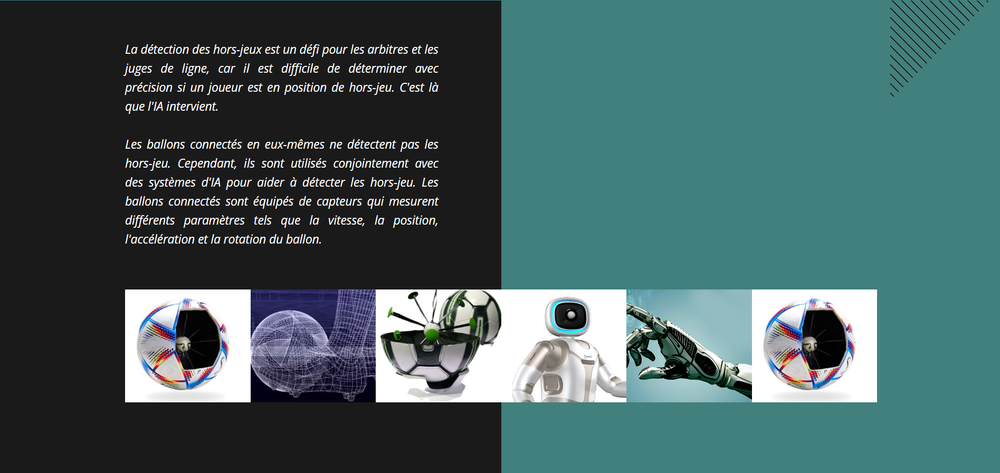 La détection des hors-jeux est un défi pour les arbitres et les
juges de ligne, car il est difficile de déterminer avec
précision si un joueur est en position de hors-jeu. C'est là
que l'IA intervient.
Les ballons connectés en eux-mêmes ne détectent pas les
hors-jeu. Cependant, ils sont utilisés conjointement avec
des systèmes d'IA pour aider à détecter les hors-jeu. Les
ballons connectés sont équipés de capteurs qui mesurent
différents paramètres tels que la vitesse, la position,
l'accélération et la rotation du ballon.